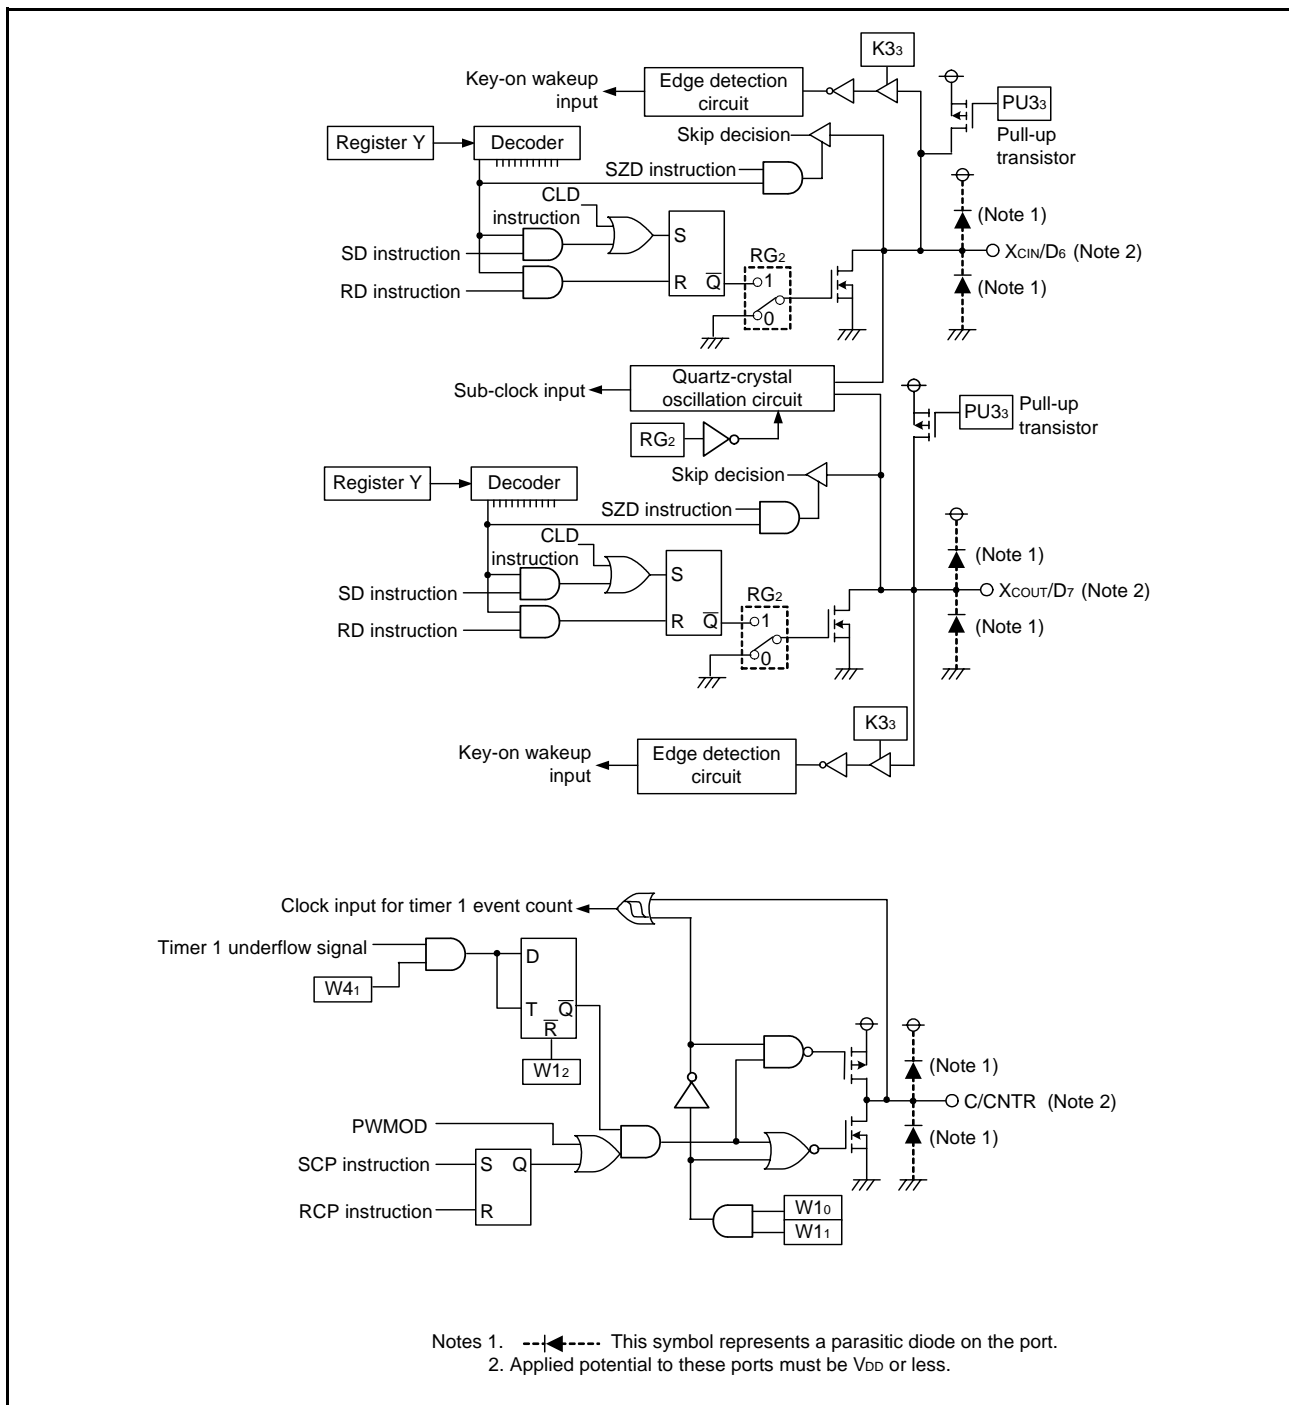 K3₃
Key-on wakeup
input
Edge detection
circuit
PU3₃
Pull-up
transistor
Register Y
Decoder
Skip decision
SZD instruction
CLD
instruction
(Note 1)
SD instruction
S
RG₂
XCIN/D₆ (Note 2)
RD instruction
R
Q̅
1
(Note 1)
0
Sub-clock input
Quartz-crystal
oscillation circuit
PU3₃
Pull-up
transistor
RG₂
Skip decision
Register Y
Decoder
SZD instruction
CLD
instruction
(Note 1)
S
SD instruction
RG₂
XCOUT/D₇ (Note 2)
RD instruction
R
Q̅
1
(Note 1)
0
K3₃
Key-on wakeup
input
Edge detection
circuit
Clock input for timer 1 event count
Timer 1 underflow signal
D
W4₁
T
Q̅
R̅
W1₂
(Note 1)
C/CNTR (Note 2)
PWMOD
(Note 1)
SCP instruction
S
Q
RCP instruction
R
W1₀
W1₁
Notes 1. This symbol represents a parasitic diode on the port.
2. Applied potential to these ports must be VDD or less.